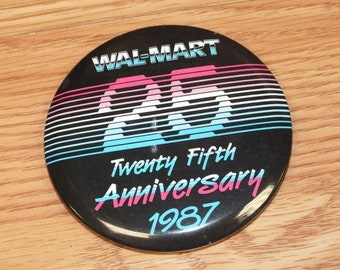 WAL-MART
25
Twenty Fifth
Anniversary
1987